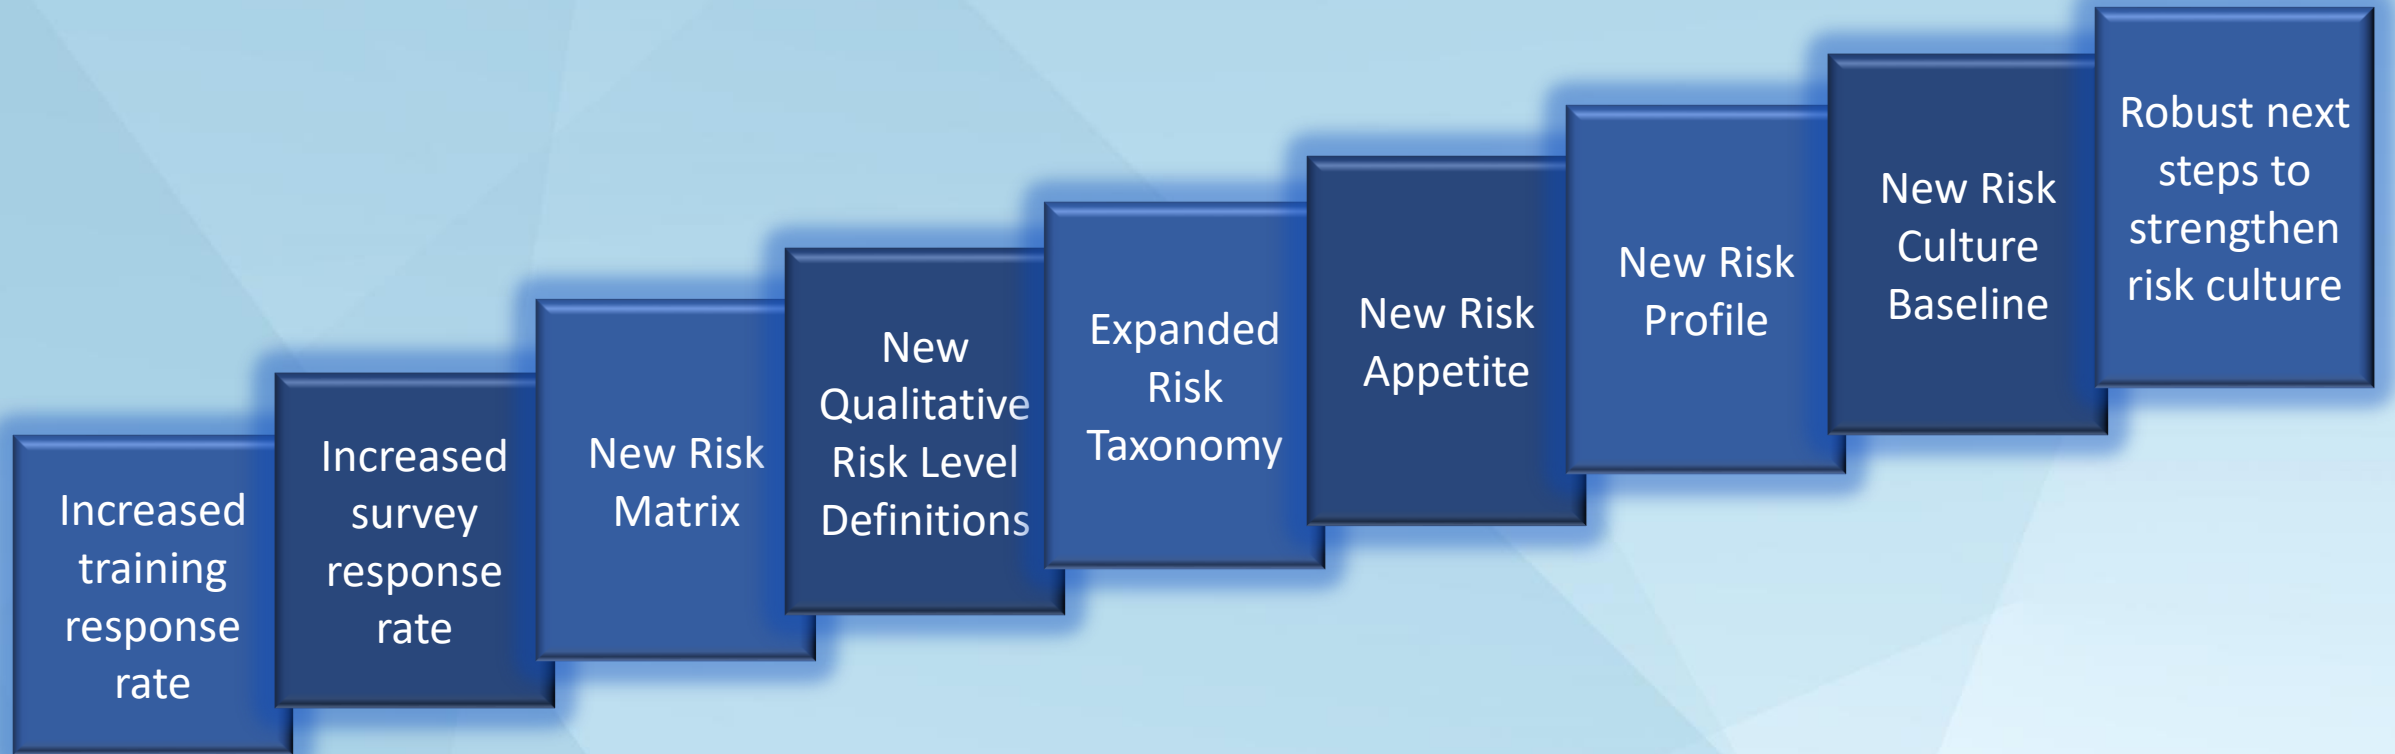 Increased
training
response
rate
Increased
survey
response
rate
New Risk
Matrix
New
Qualitative
Risk Level
Definitions
Expanded
Risk
Taxonomy
New Risk
Appetite
New Risk
Profile
New Risk
Culture
Baseline
Robust next
steps to
strengthen
risk culture